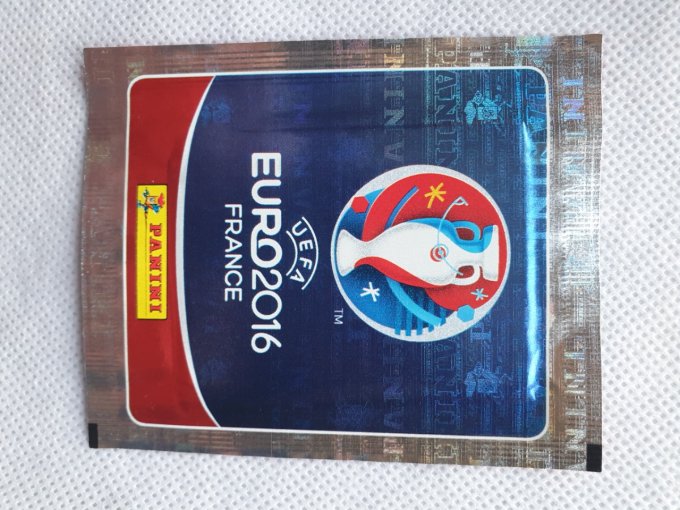 UEFA
EURO2016
FRANCE
TM
PANINI